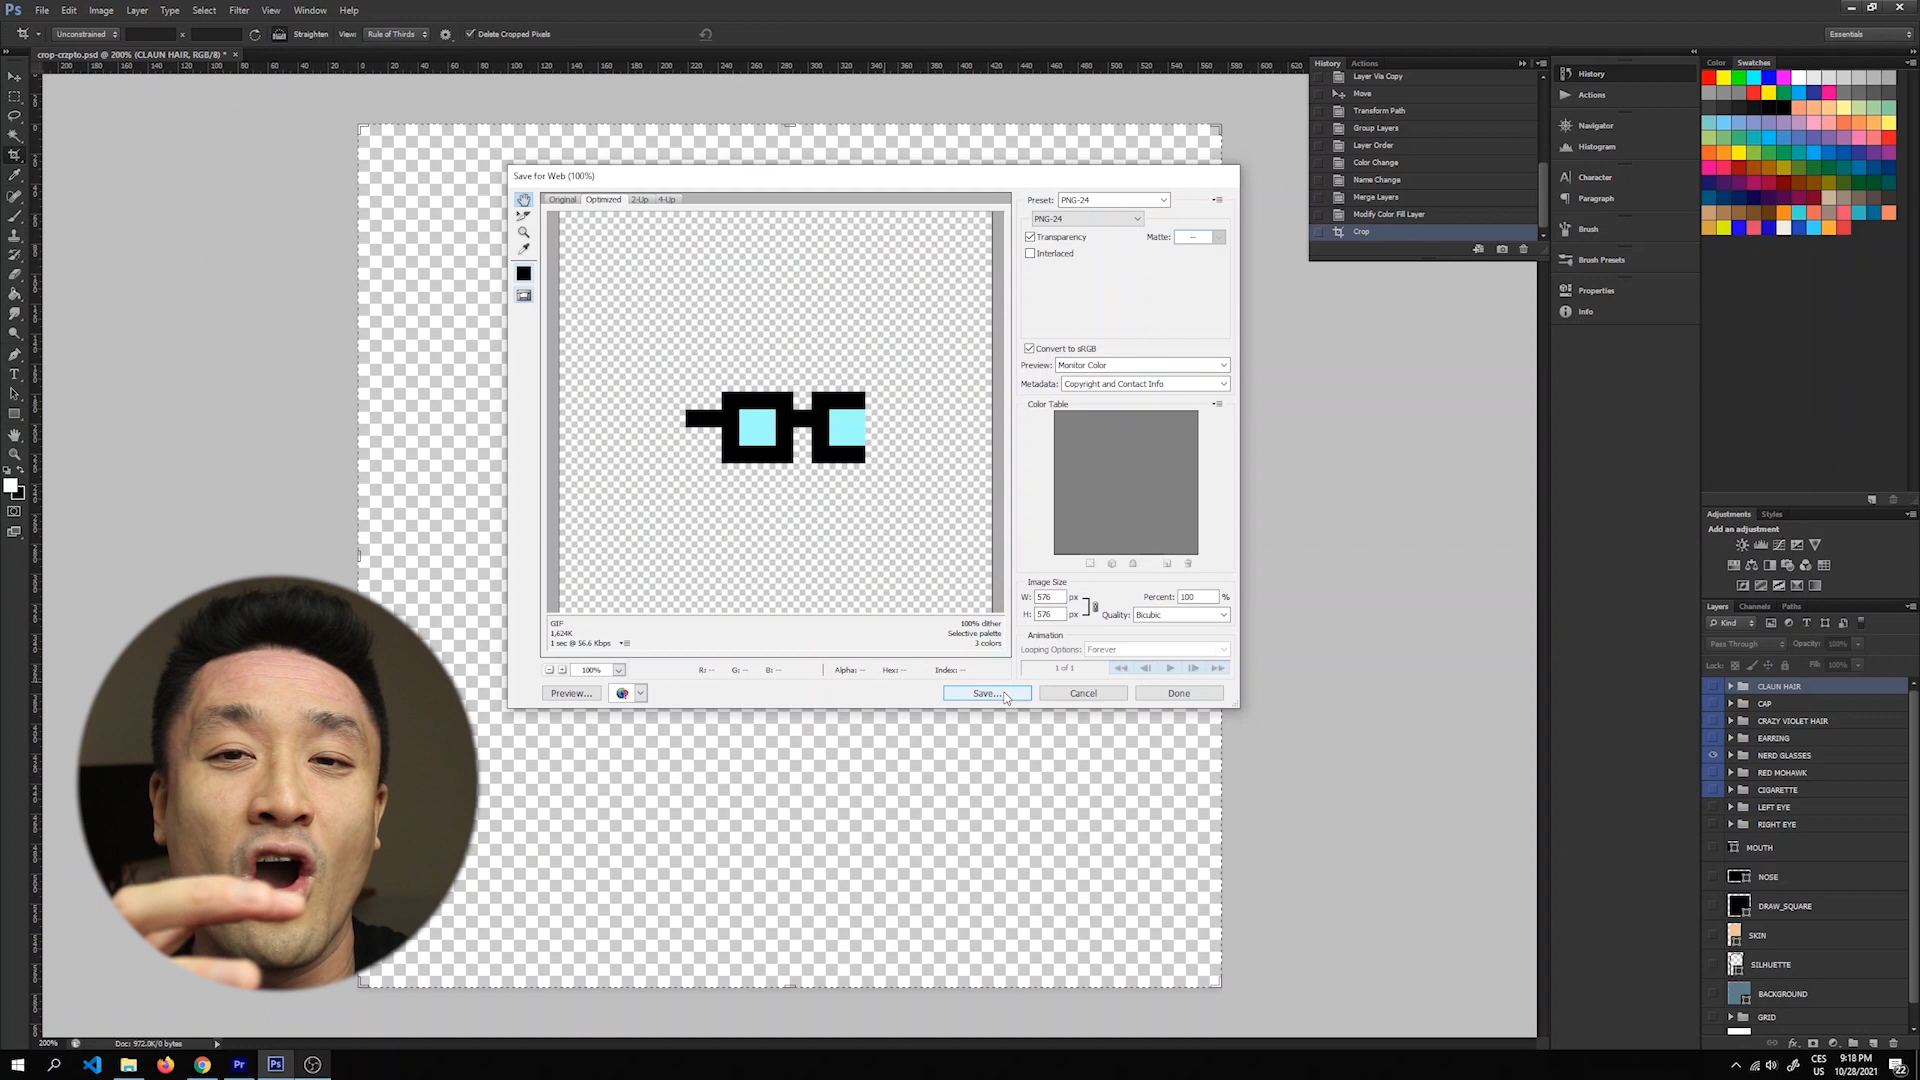 Ps File Edit Image Layer Type Select Filter View Window Help
Unconstrained x Straighten View: Rule of Thirds Delete Cropped Pixels Essentials
crop-crzpto.psd @ 200% (CLAUN HAIR, RGB/8) * ×
History Actions
Layer Via Copy
Move
Transform Path
Group Layers
Layer Order
Color Change
Name Change
Merge Layers
Modify Color Fill Layer
Crop
History
Actions
Navigator
Histogram
Character
Paragraph
Brush
Brush Presets
Properties
Info
Color Swatches
Save for Web (100%)
Original Optimized 2-Up 4-Up
Preset: PNG-24
PNG-24
Transparency Matte: --
Interlaced
Convert to sRGB
Preview: Monitor Color
Metadata: Copyright and Contact Info
Color Table
Image Size
W: 576 px Percent: 100 %
H: 576 px Quality: Bicubic
Animation
Looping Options: Forever
1 of 1
GIF 100% dither
1,624K Selective palette
1 sec @ 56.6 Kbps 3 colors
100% R: -- G: -- B: -- Alpha: -- Hex: -- Index: --
Preview... Save... Cancel Done
Adjustments Styles
Add an adjustment
Layers Channels Paths
Kind
Pass Through Opacity: 100%
Lock: Fill: 100%
CLAUN HAIR
CAP
CRAZY VIOLET HAIR
EARRING
NERD GLASSES
RED MOHAWK
CIGARETTE
LEFT EYE
RIGHT EYE
MOUTH
NOSE
DRAW_SQUARE
SKIN
SILHUETTE
BACKGROUND
GRID
200% Doc: 972.0K/0 bytes
Pr Ps
CES 9:18 PM
US 10/28/2021
22